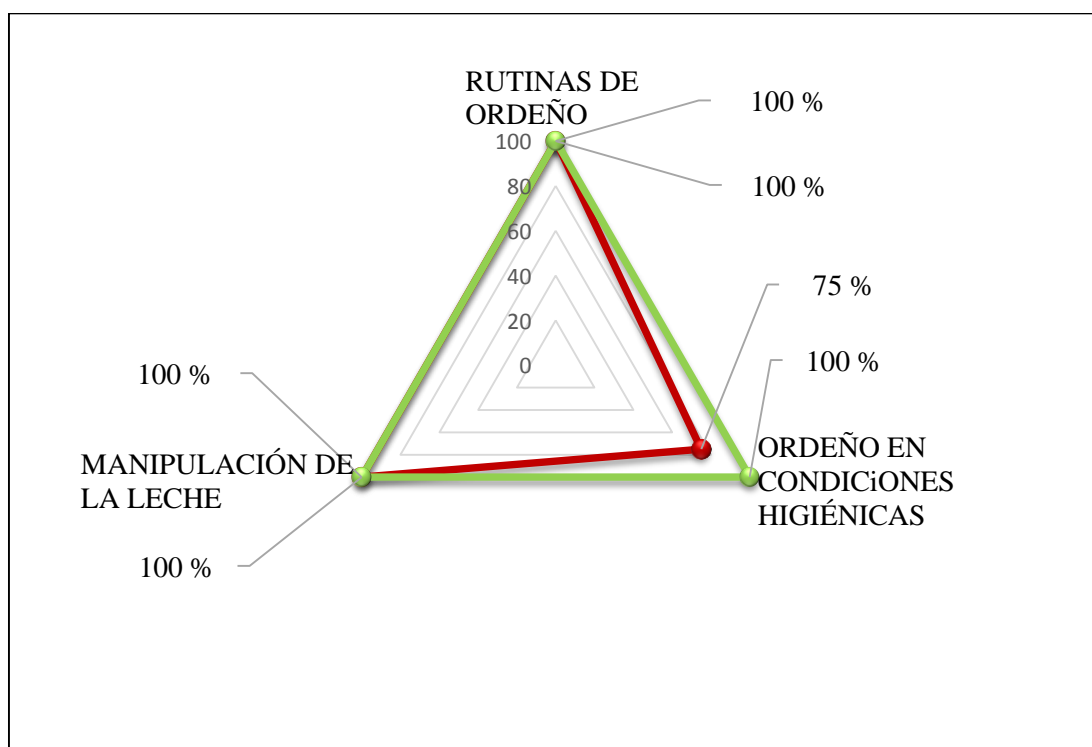 RUTINAS DE
ORDEÑO
100 %
100 %
100
80
60
40
20
0
75 %
100 %
100 %
MANIPULACIÓN DE
LA LECHE
ORDEÑO EN
CONDICiONES
HIGIÉNICAS
100 %